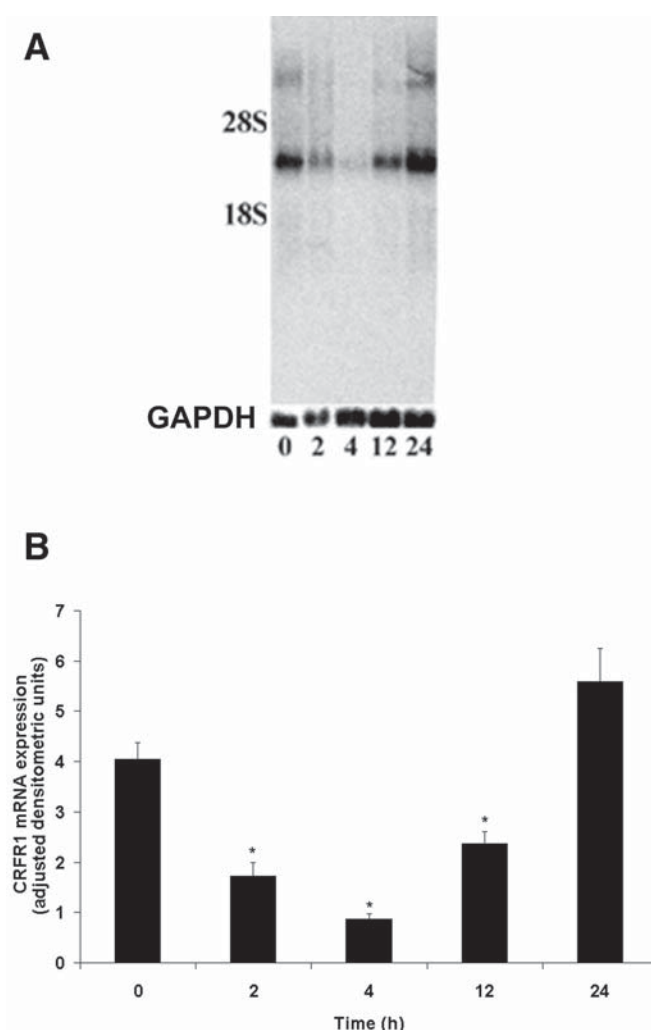 A
28S
18S
GAPDH
0 2 4 12 24
B
7
6
5
4
3
2
1
0
CRFR1 mRNA expression
(adjusted densitometric units)
*
*
*
0 2 4 12 24
Time (h)